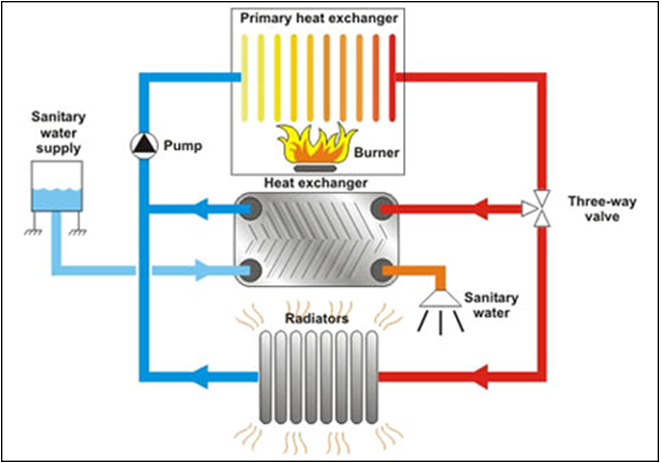 Primary heat exchanger
Sanitary
water
supply
Pump
Burner
Heat exchanger
Three-way
valve
Sanitary
water
Radiators